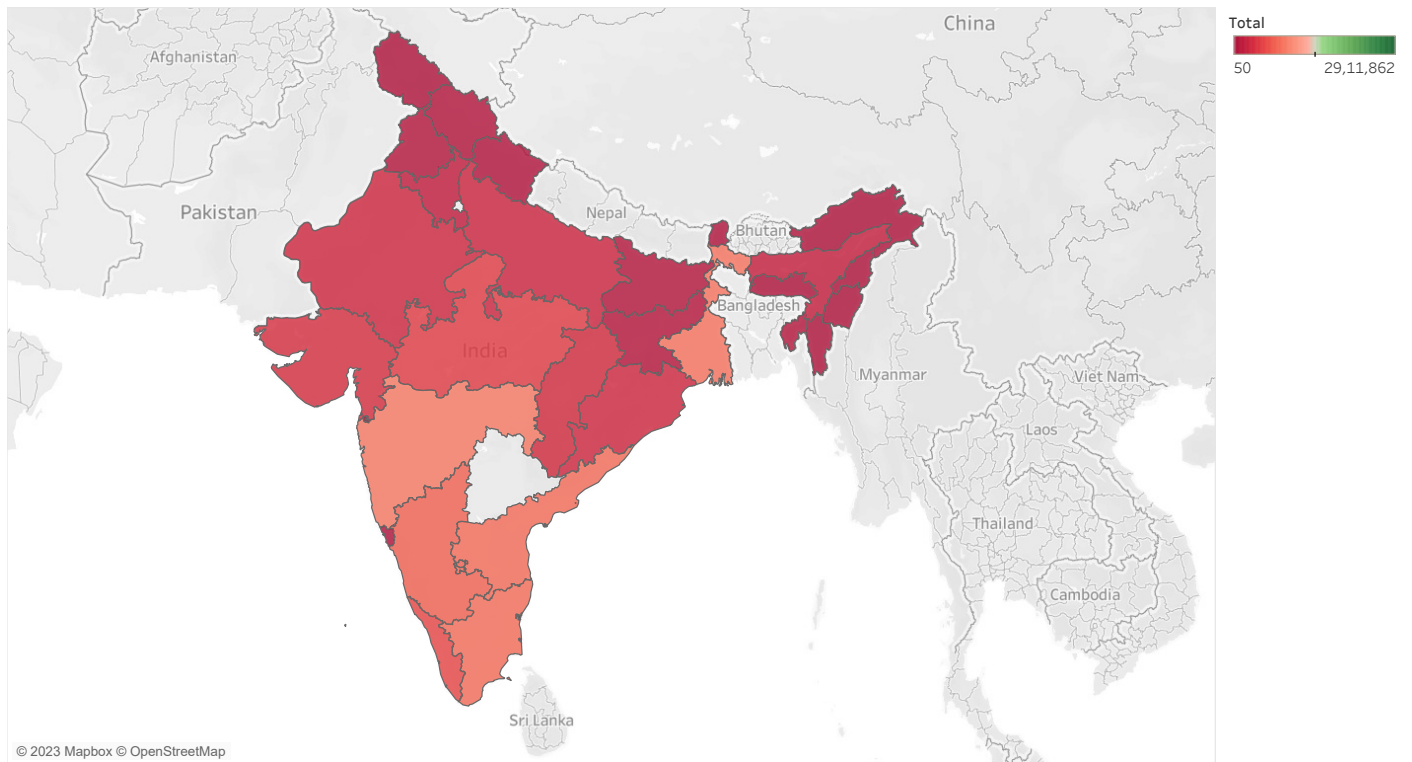 China
Afghanistan
Pakistan
Nepal
Bhutan
Bangladesh
India
Myanmar
Viet Nam
Laos
Thailand
Cambodia
Sri Lanka
© 2023 Mapbox © OpenStreetMap
Total
50 29,11,862